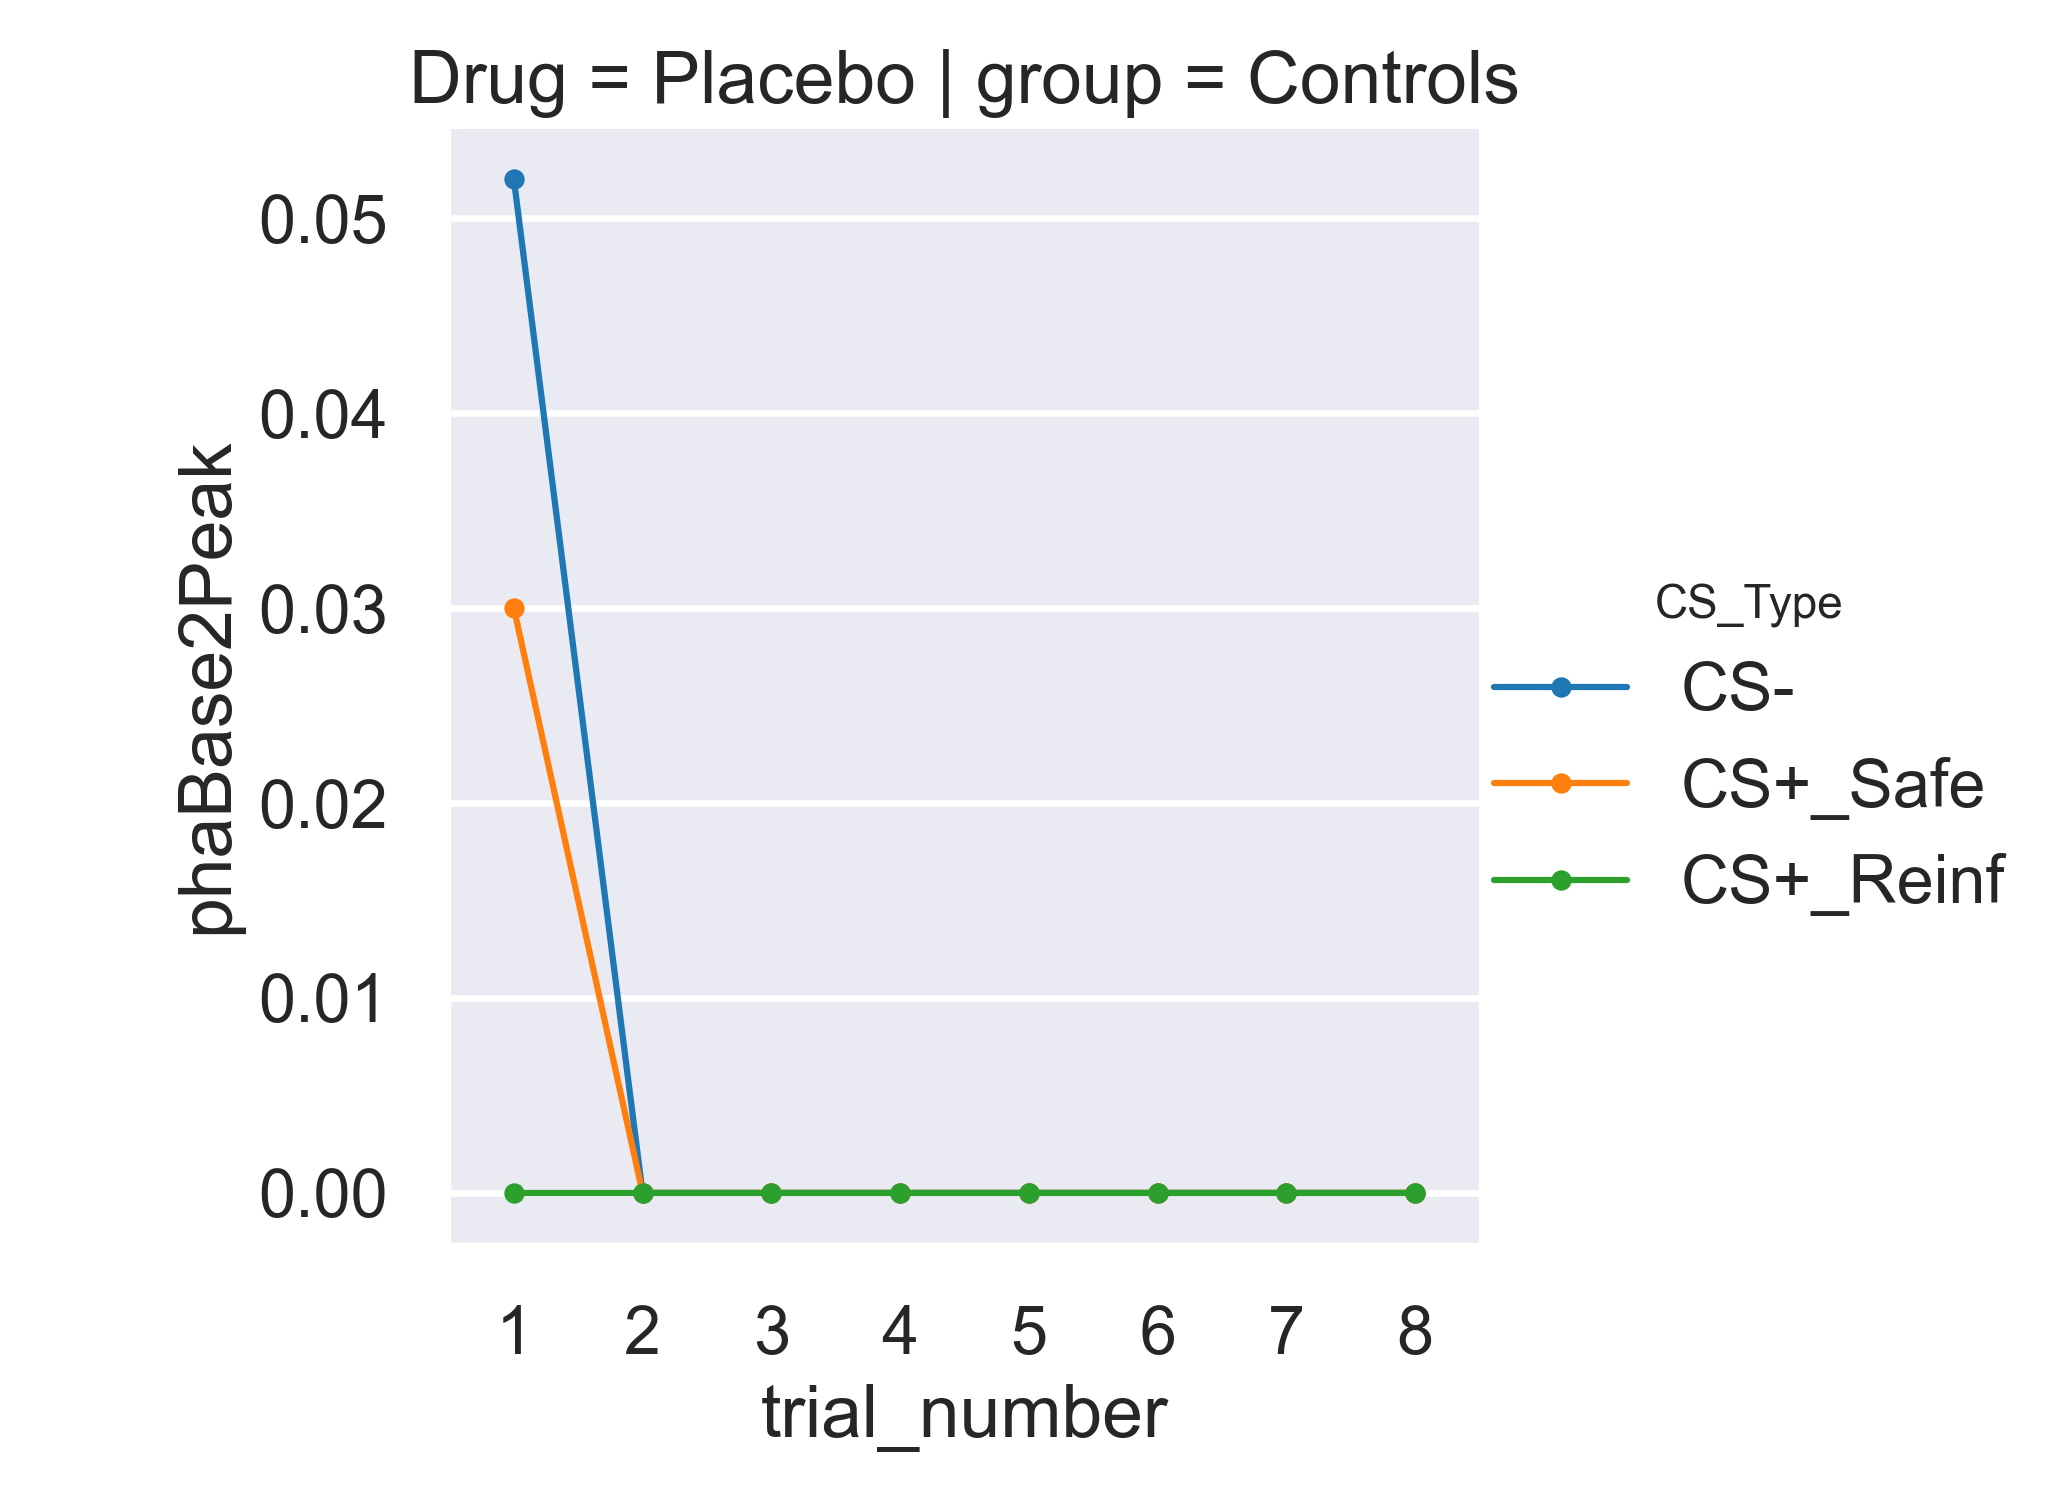 Drug = Placebo | group = Controls
phaBase2Peak
0.05
0.04
0.03
0.02
0.01
0.00
1 2 3 4 5 6 7 8
trial_number
CS_Type
CS-
CS+_Safe
CS+_Reinf